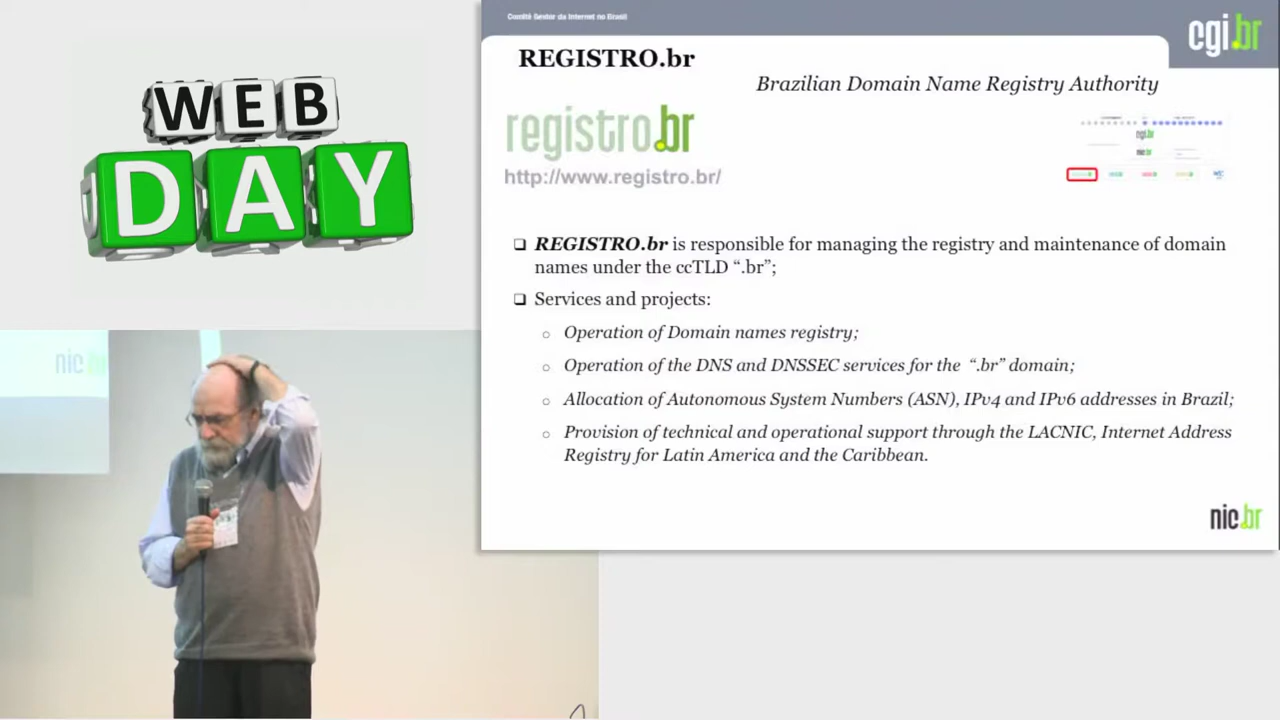 WEB
DAY
nic.br
Comitê Gestor da Internet no Brasil
cgi.br
REGISTRO.br
Brazilian Domain Name Registry Authority
registro.br
http://www.registro.br/
cgi.br
nic.br
❑ REGISTRO.br is responsible for managing the registry and maintenance of domain
names under the ccTLD “.br”;
❑ Services and projects:
○ Operation of Domain names registry;
○ Operation of the DNS and DNSSEC services for the “.br” domain;
○ Allocation of Autonomous System Numbers (ASN), IPv4 and IPv6 addresses in Brazil;
○ Provision of technical and operational support through the LACNIC, Internet Address
Registry for Latin America and the Caribbean.
nic.br